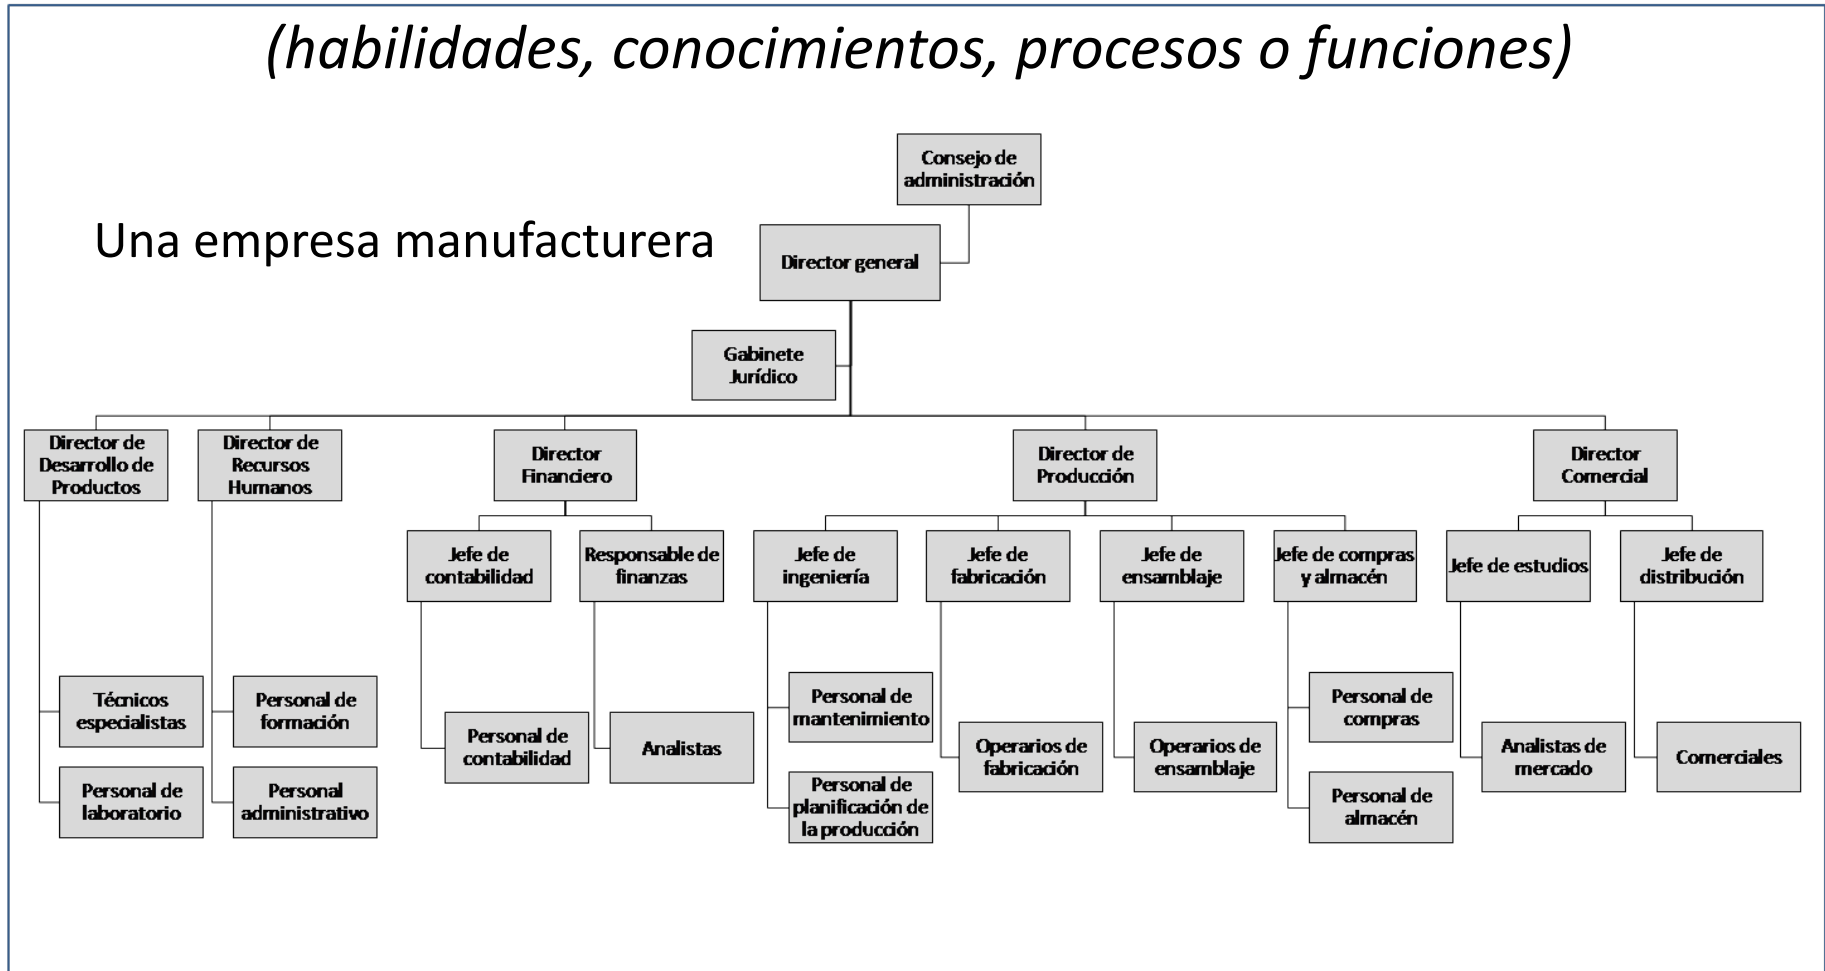 (habilidades, conocimientos, procesos o funciones)
Consejo de
administración
Una empresa manufacturera
Director general
Gabinete
Jurídico
Director de
Desarrollo de
Productos
Director de
Recursos
Humanos
Director
Financiero
Director de
Producción
Director
Comercial
Jefe de
contabilidad
Responsable de
finanzas
Jefe de
ingeniería
Jefe de
fabricación
Jefe de
ensamblaje
Jefe de compras
y almacén
Jefe de estudios
Jefe de
distribución
Técnicos
especialistas
Personal de
laboratorio
Personal de
formación
Personal
administrativo
Personal de
contabilidad
Analistas
Personal de
mantenimiento
Personal de
planificación de
la producción
Operarios de
fabricación
Operarios de
ensamblaje
Personal de
compras
Personal de
almacén
Analistas de
mercado
Comerciales